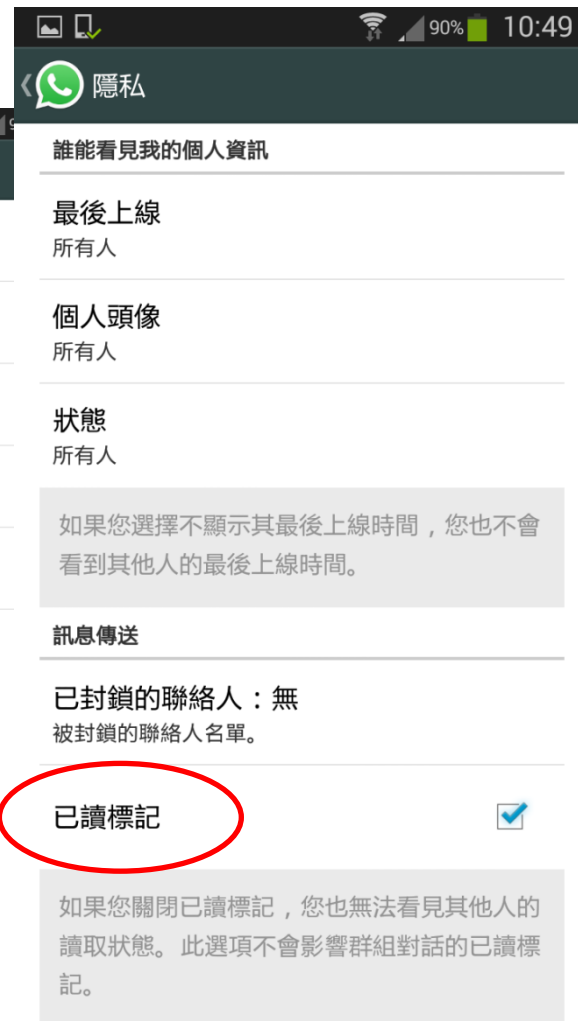 90% 10:49
隱私
誰能看見我的個人資訊
最後上線
所有人
個人頭像
所有人
狀態
所有人
如果您選擇不顯示其最後上線時間，您也不會
看到其他人的最後上線時間。
訊息傳送
已封鎖的聯絡人：無
被封鎖的聯絡人名單。
已讀標記
如果您關閉已讀標記，您也無法看見其他人的
讀取狀態。此選項不會影響群組對話的已讀標
記。